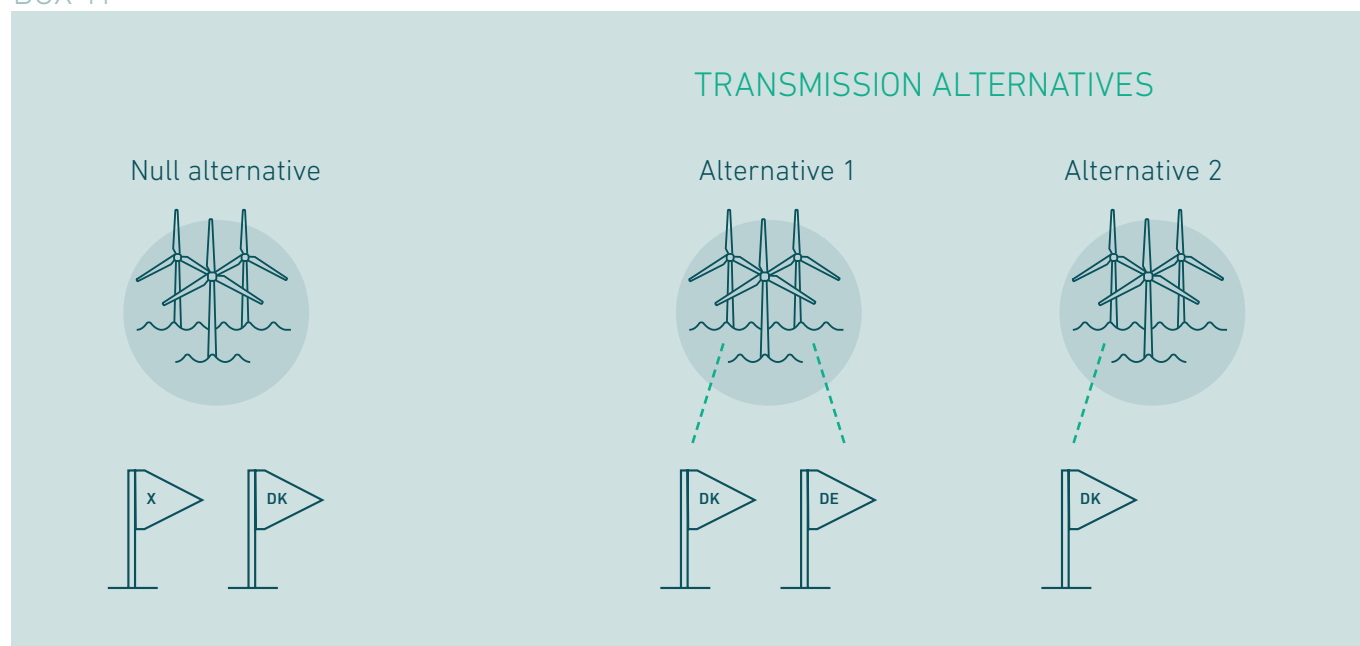 TRANSMISSION ALTERNATIVES
Null alternative
Alternative 1
Alternative 2
X
DK
DK
DE
DK